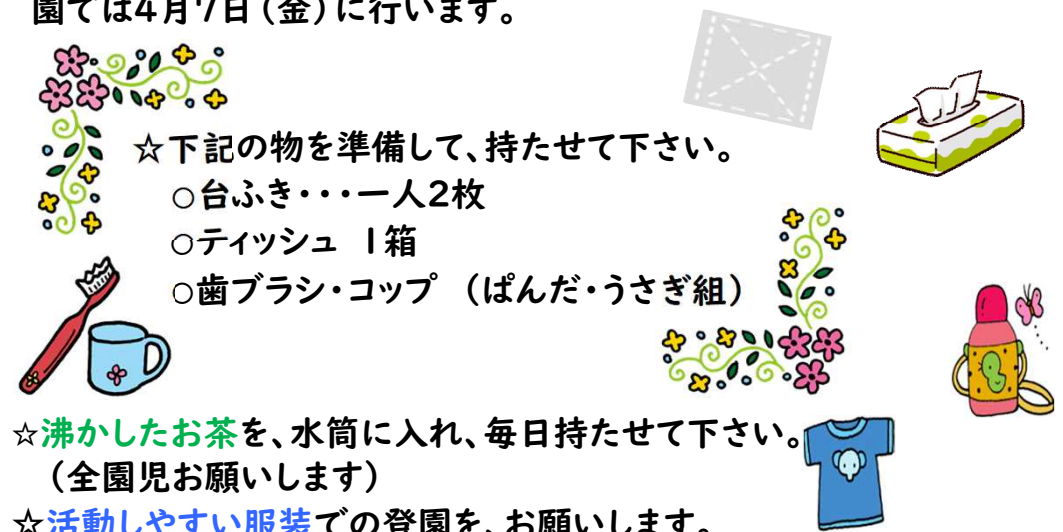 園では4月7日（金）に行います。
☆下記の物を準備して、持たせて下さい。
○台ふき・・・一人2枚
○ティッシュ　1箱
○歯ブラシ・コップ　（ぱんだ・うさぎ組）
☆沸かしたお茶を、水筒に入れ、毎日持たせて下さい。
（全園児お願いします）
☆活動しやすい服装での登園を、お願いします。